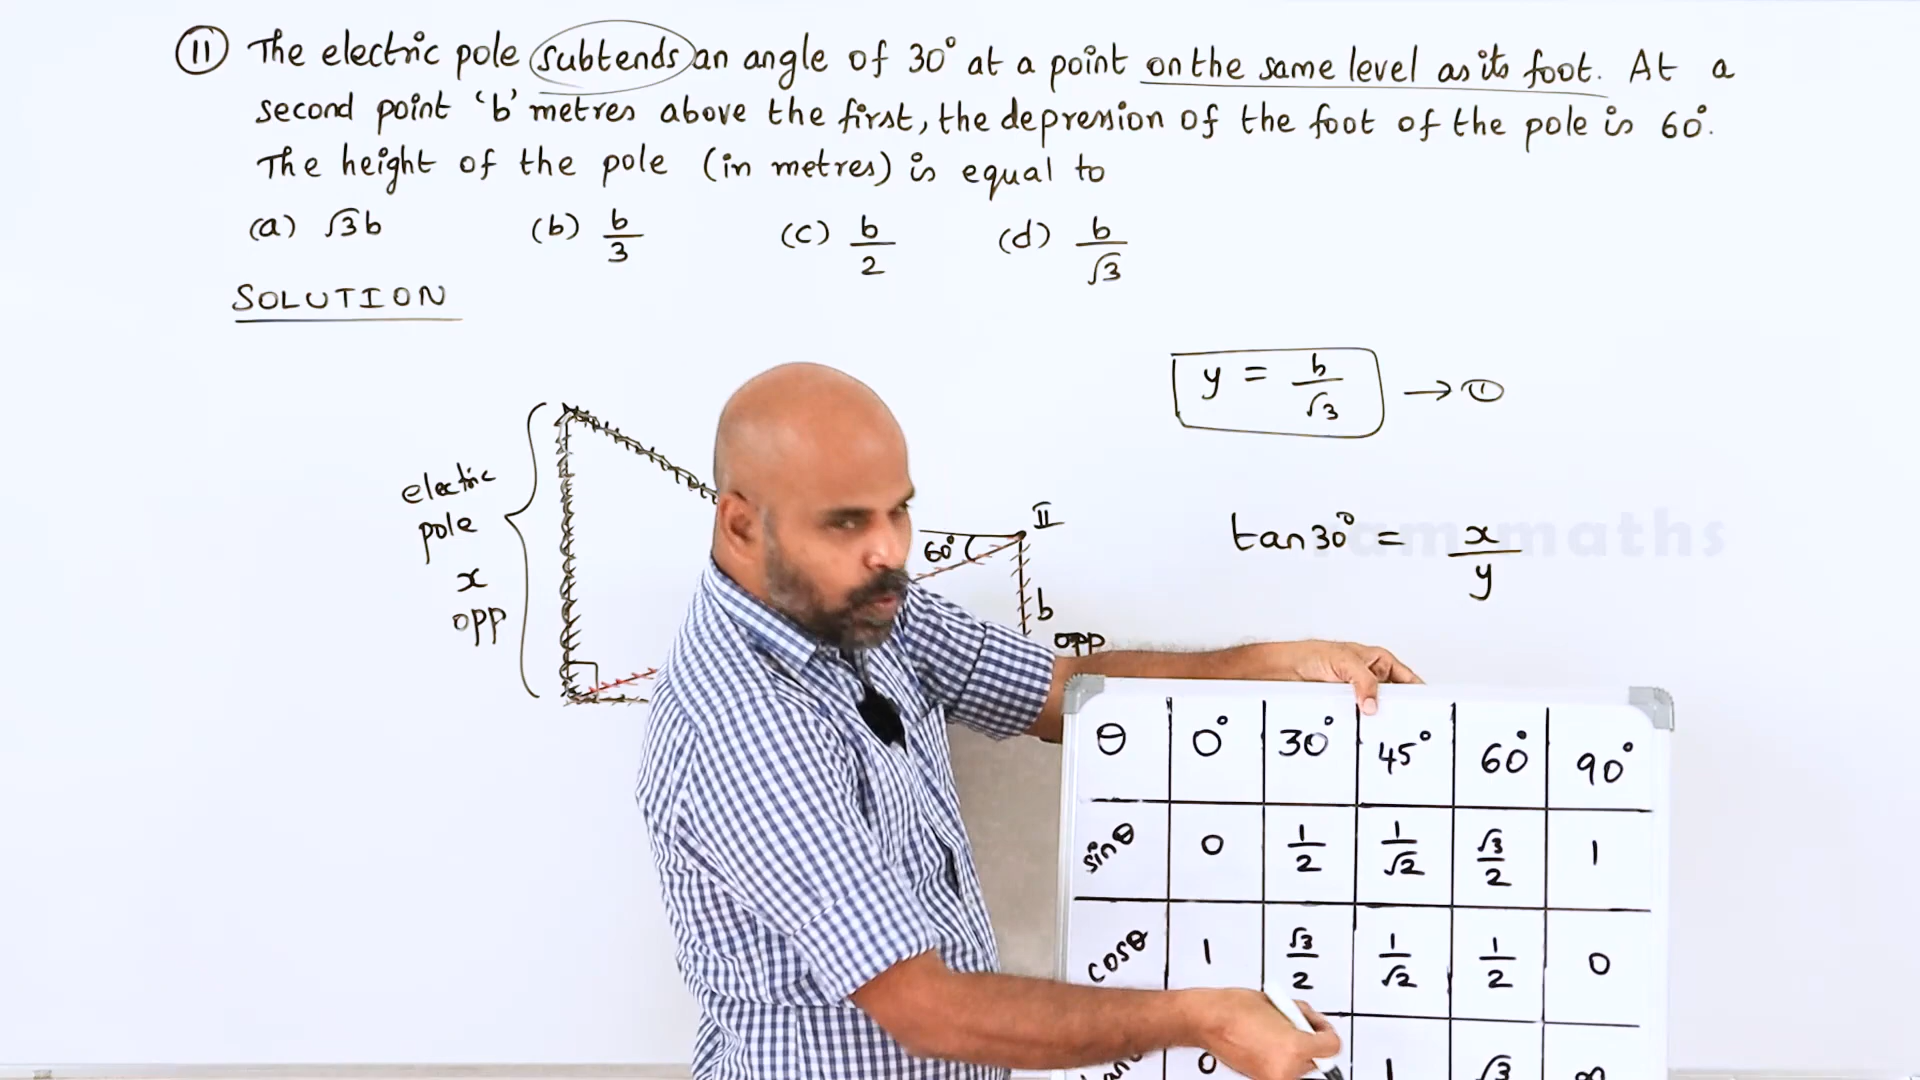 11 The electric pole subtends an angle of 30° at a point on the same level as its foot. At a
second point 'b' metres above the first, the depression of the foot of the pole is 60°.
The height of the pole (in metres) is equal to
(a) √3b (b) b/3 (c) b/2 (d) b/√3
SOLUTION
y = b/√3 → 1
electric
pole
x
opp
60°
II
b
opp
tan30° = x/y
θ 0° 30° 45° 60° 90°
sinθ 0 1/2 1/√2 √3/2 1
cosθ 1 √3/2 1/√2 1/2 0
0 1 √3 ∞